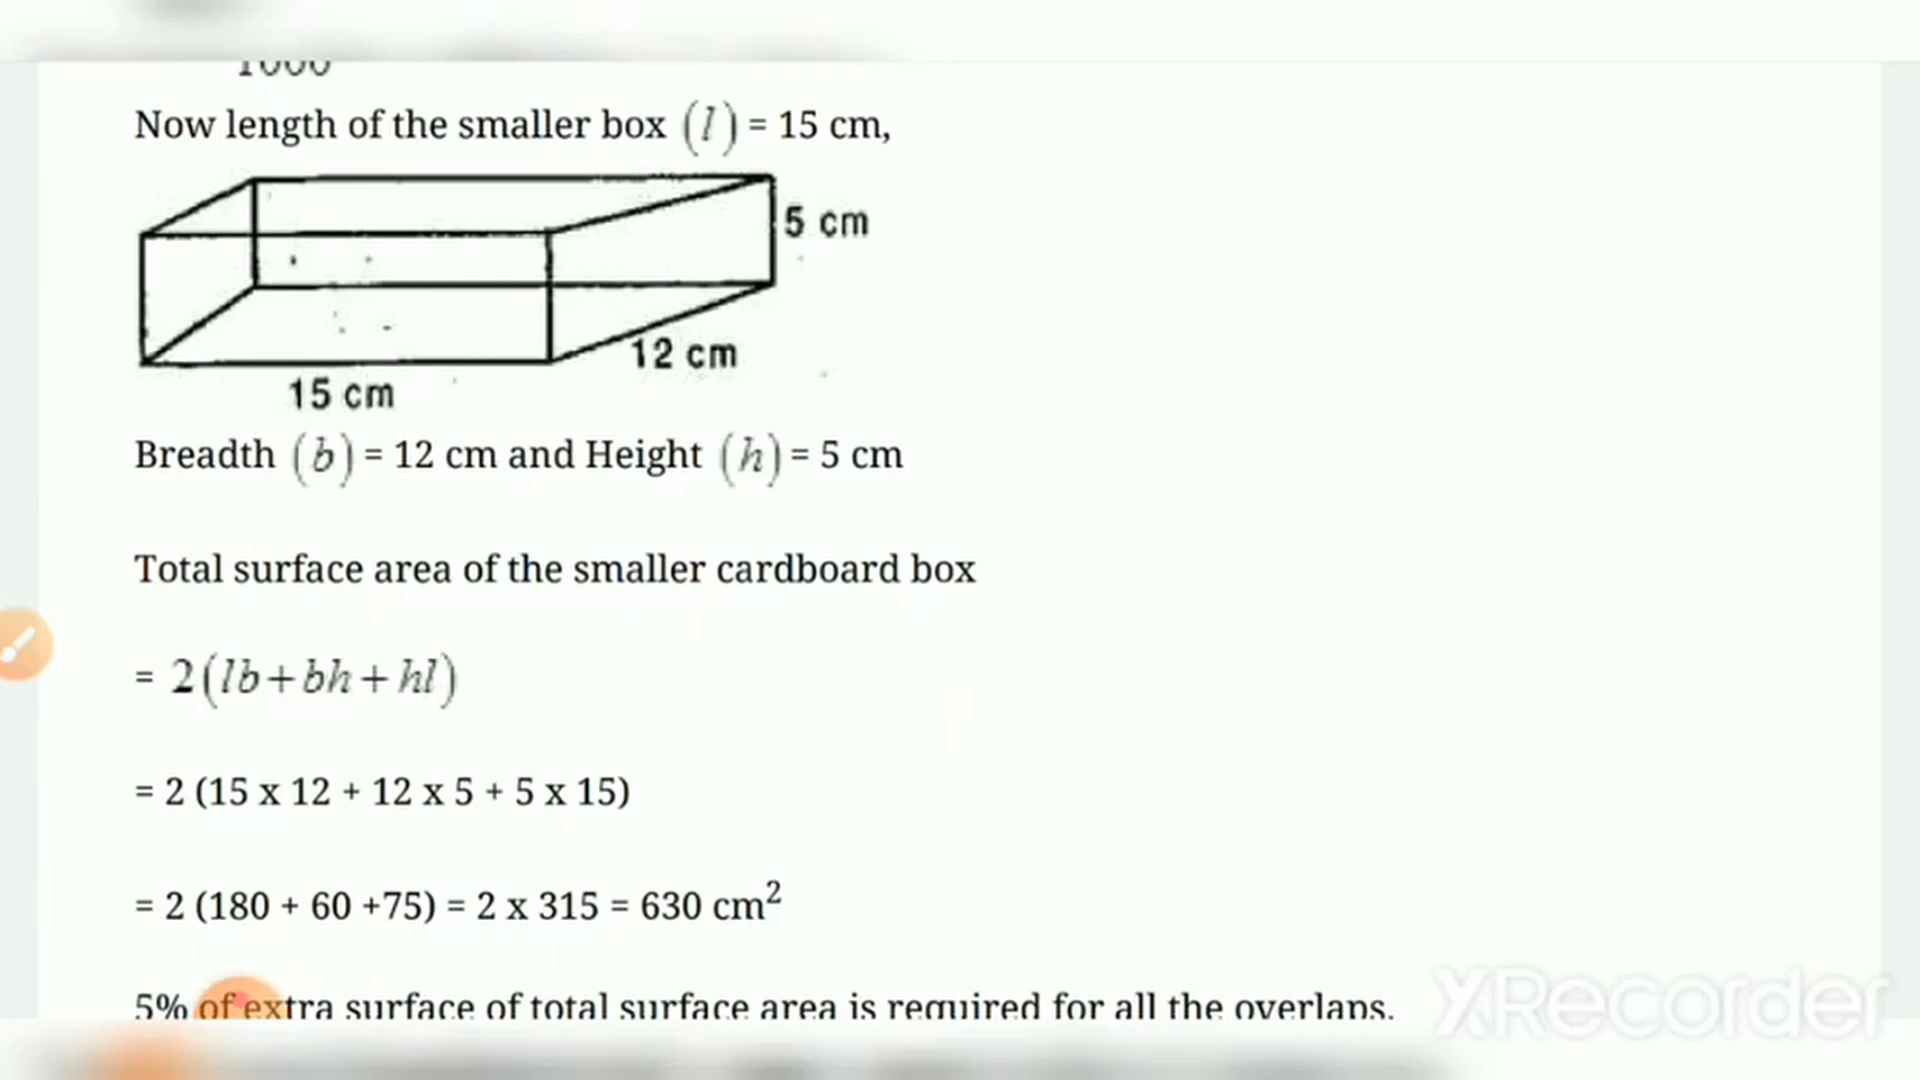 1000
Now length of the smaller box (l) = 15 cm,
5 cm
12 cm
15 cm
Breadth (b) = 12 cm and Height (h) = 5 cm
Total surface area of the smaller cardboard box
= 2(lb+bh+hl)
= 2 (15 x 12 + 12 x 5 + 5 x 15)
= 2 (180 + 60 +75) = 2 x 315 = 630 cm²
5% of extra surface of total surface area is required for all the overlaps.
XRecorder